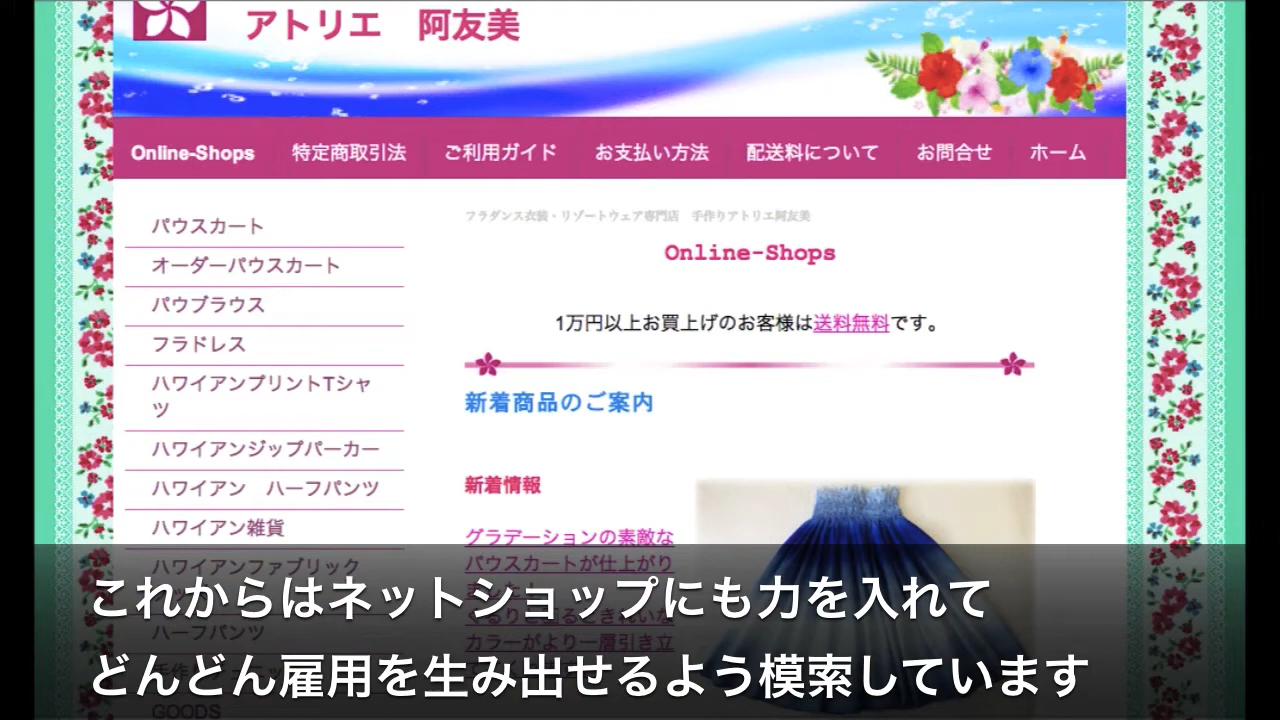 アトリエ　阿友美
Online-Shops 特定商取引法 ご利用ガイド お支払い方法 配送料について お問合せ ホーム
パウスカート
オーダーパウスカート
パウブラウス
フラドレス
ハワイアンプリントTシャ
ツ
ハワイアンジップパーカー
ハワイアン　ハーフパンツ
ハワイアン雑貨
ハワイアンファブリック
ハーフパンツ
GOODS
フラダンス衣装・リゾートウェア専門店　手作りアトリエ阿友美
Online-Shops
1万円以上お買上げのお客様は送料無料です。
新着商品のご案内
新着情報
グラデーションの素敵な
パウスカートが仕上がり
カラーがより一層引き立
これからはネットショップにも力を入れて
どんどん雇用を生み出せるよう模索しています